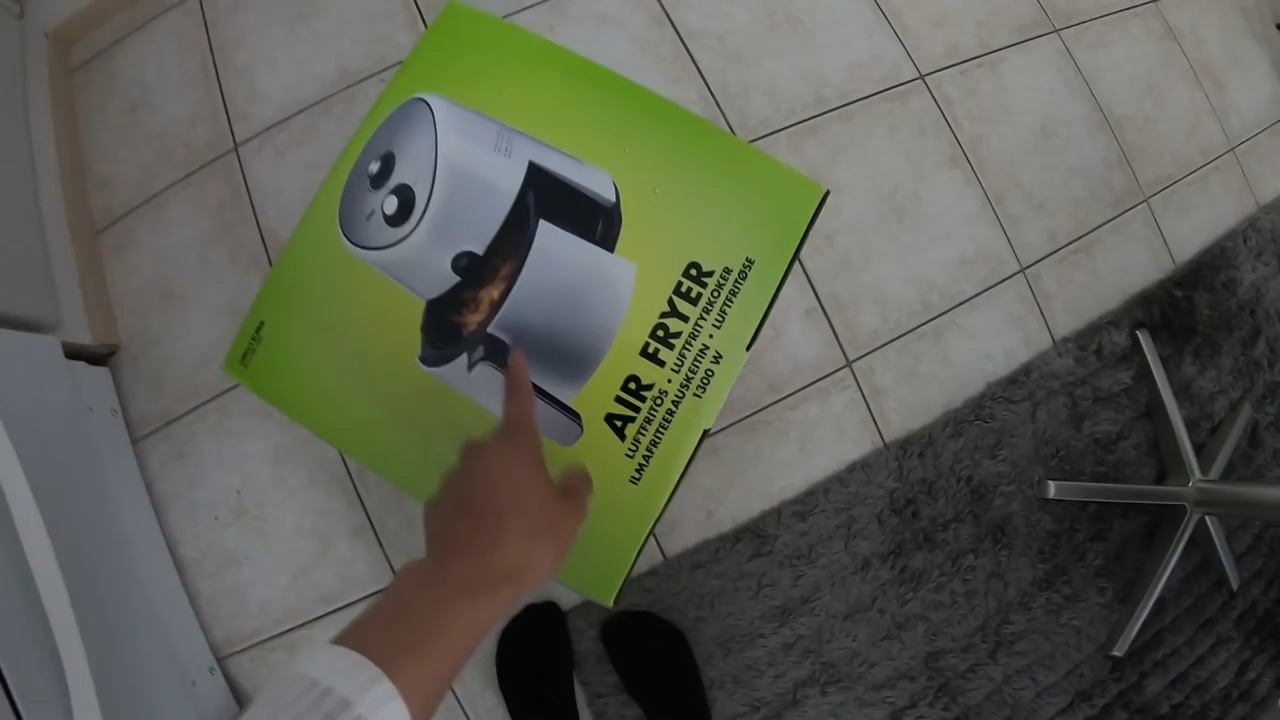 AIR FRYER
LUFTFRITÖS • LUFTFRITYRKOKER
ILMAFRITEERAUSKEITIN • LUFTFRITØSE
1300 W